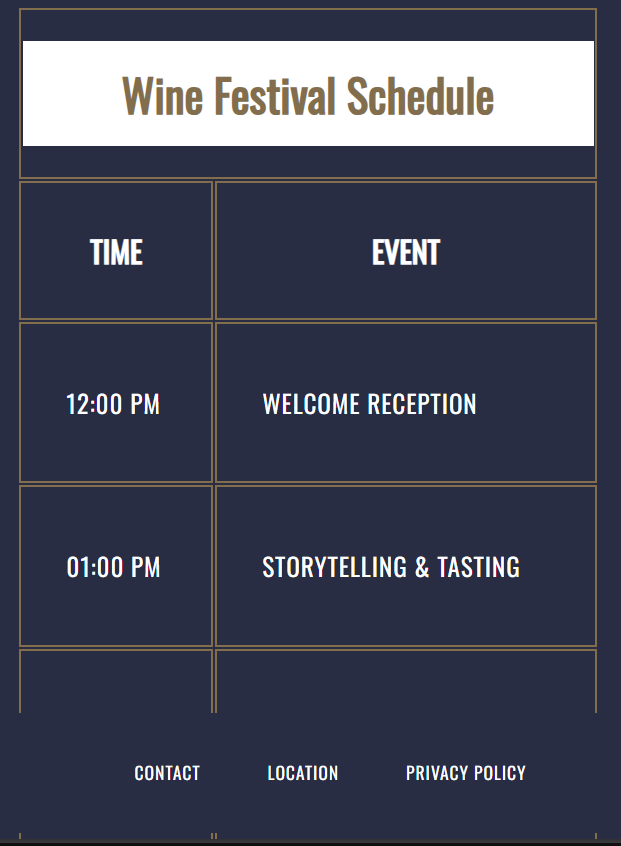 Wine Festival Schedule
TIME EVENT
12:00 PM WELCOME RECEPTION
01:00 PM STORYTELLING & TASTING
CONTACT LOCATION PRIVACY POLICY